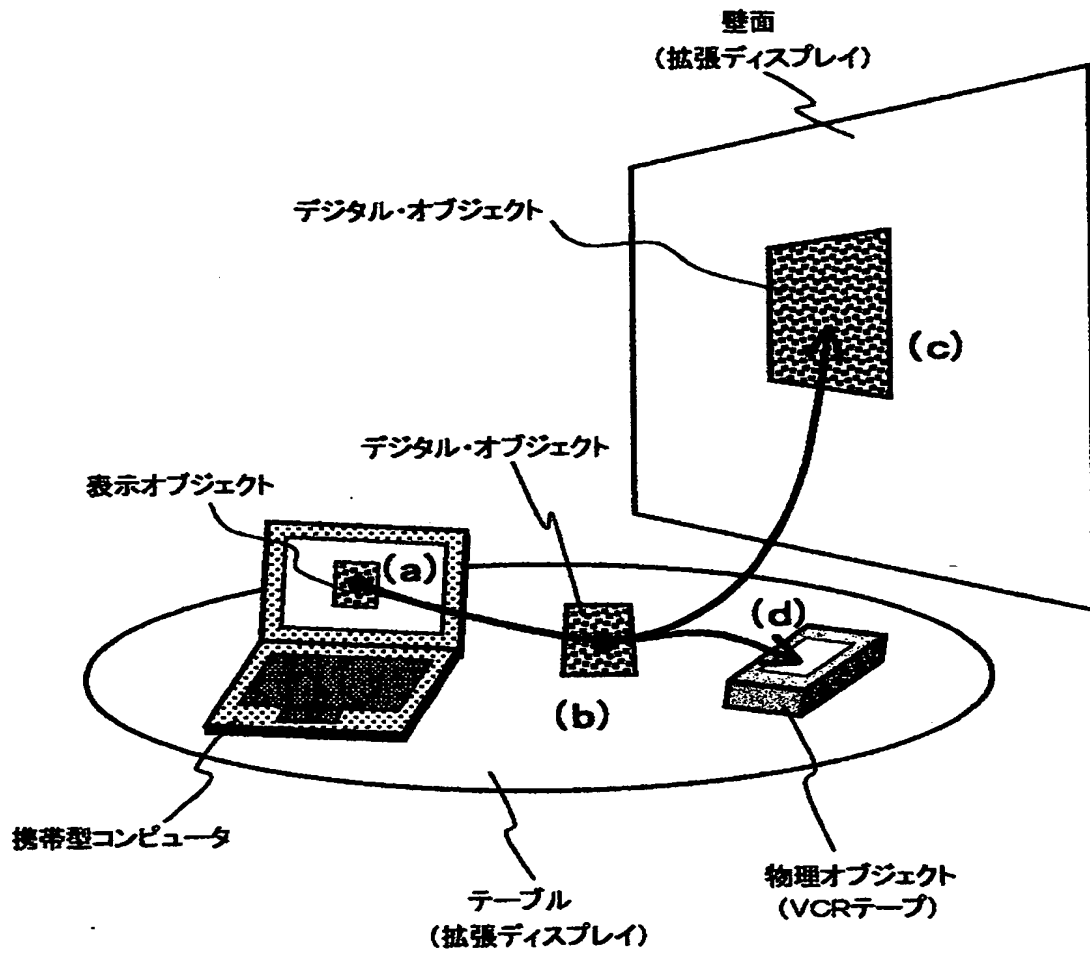 壁面
(拡張ディスプレイ)
デジタル・オブジェクト
(c)
デジタル・オブジェクト
表示オブジェクト
(a)
(d)
(b)
携帯型コンピュータ
テーブル
(拡張ディスプレイ)
物理オブジェクト
(VCRテープ)